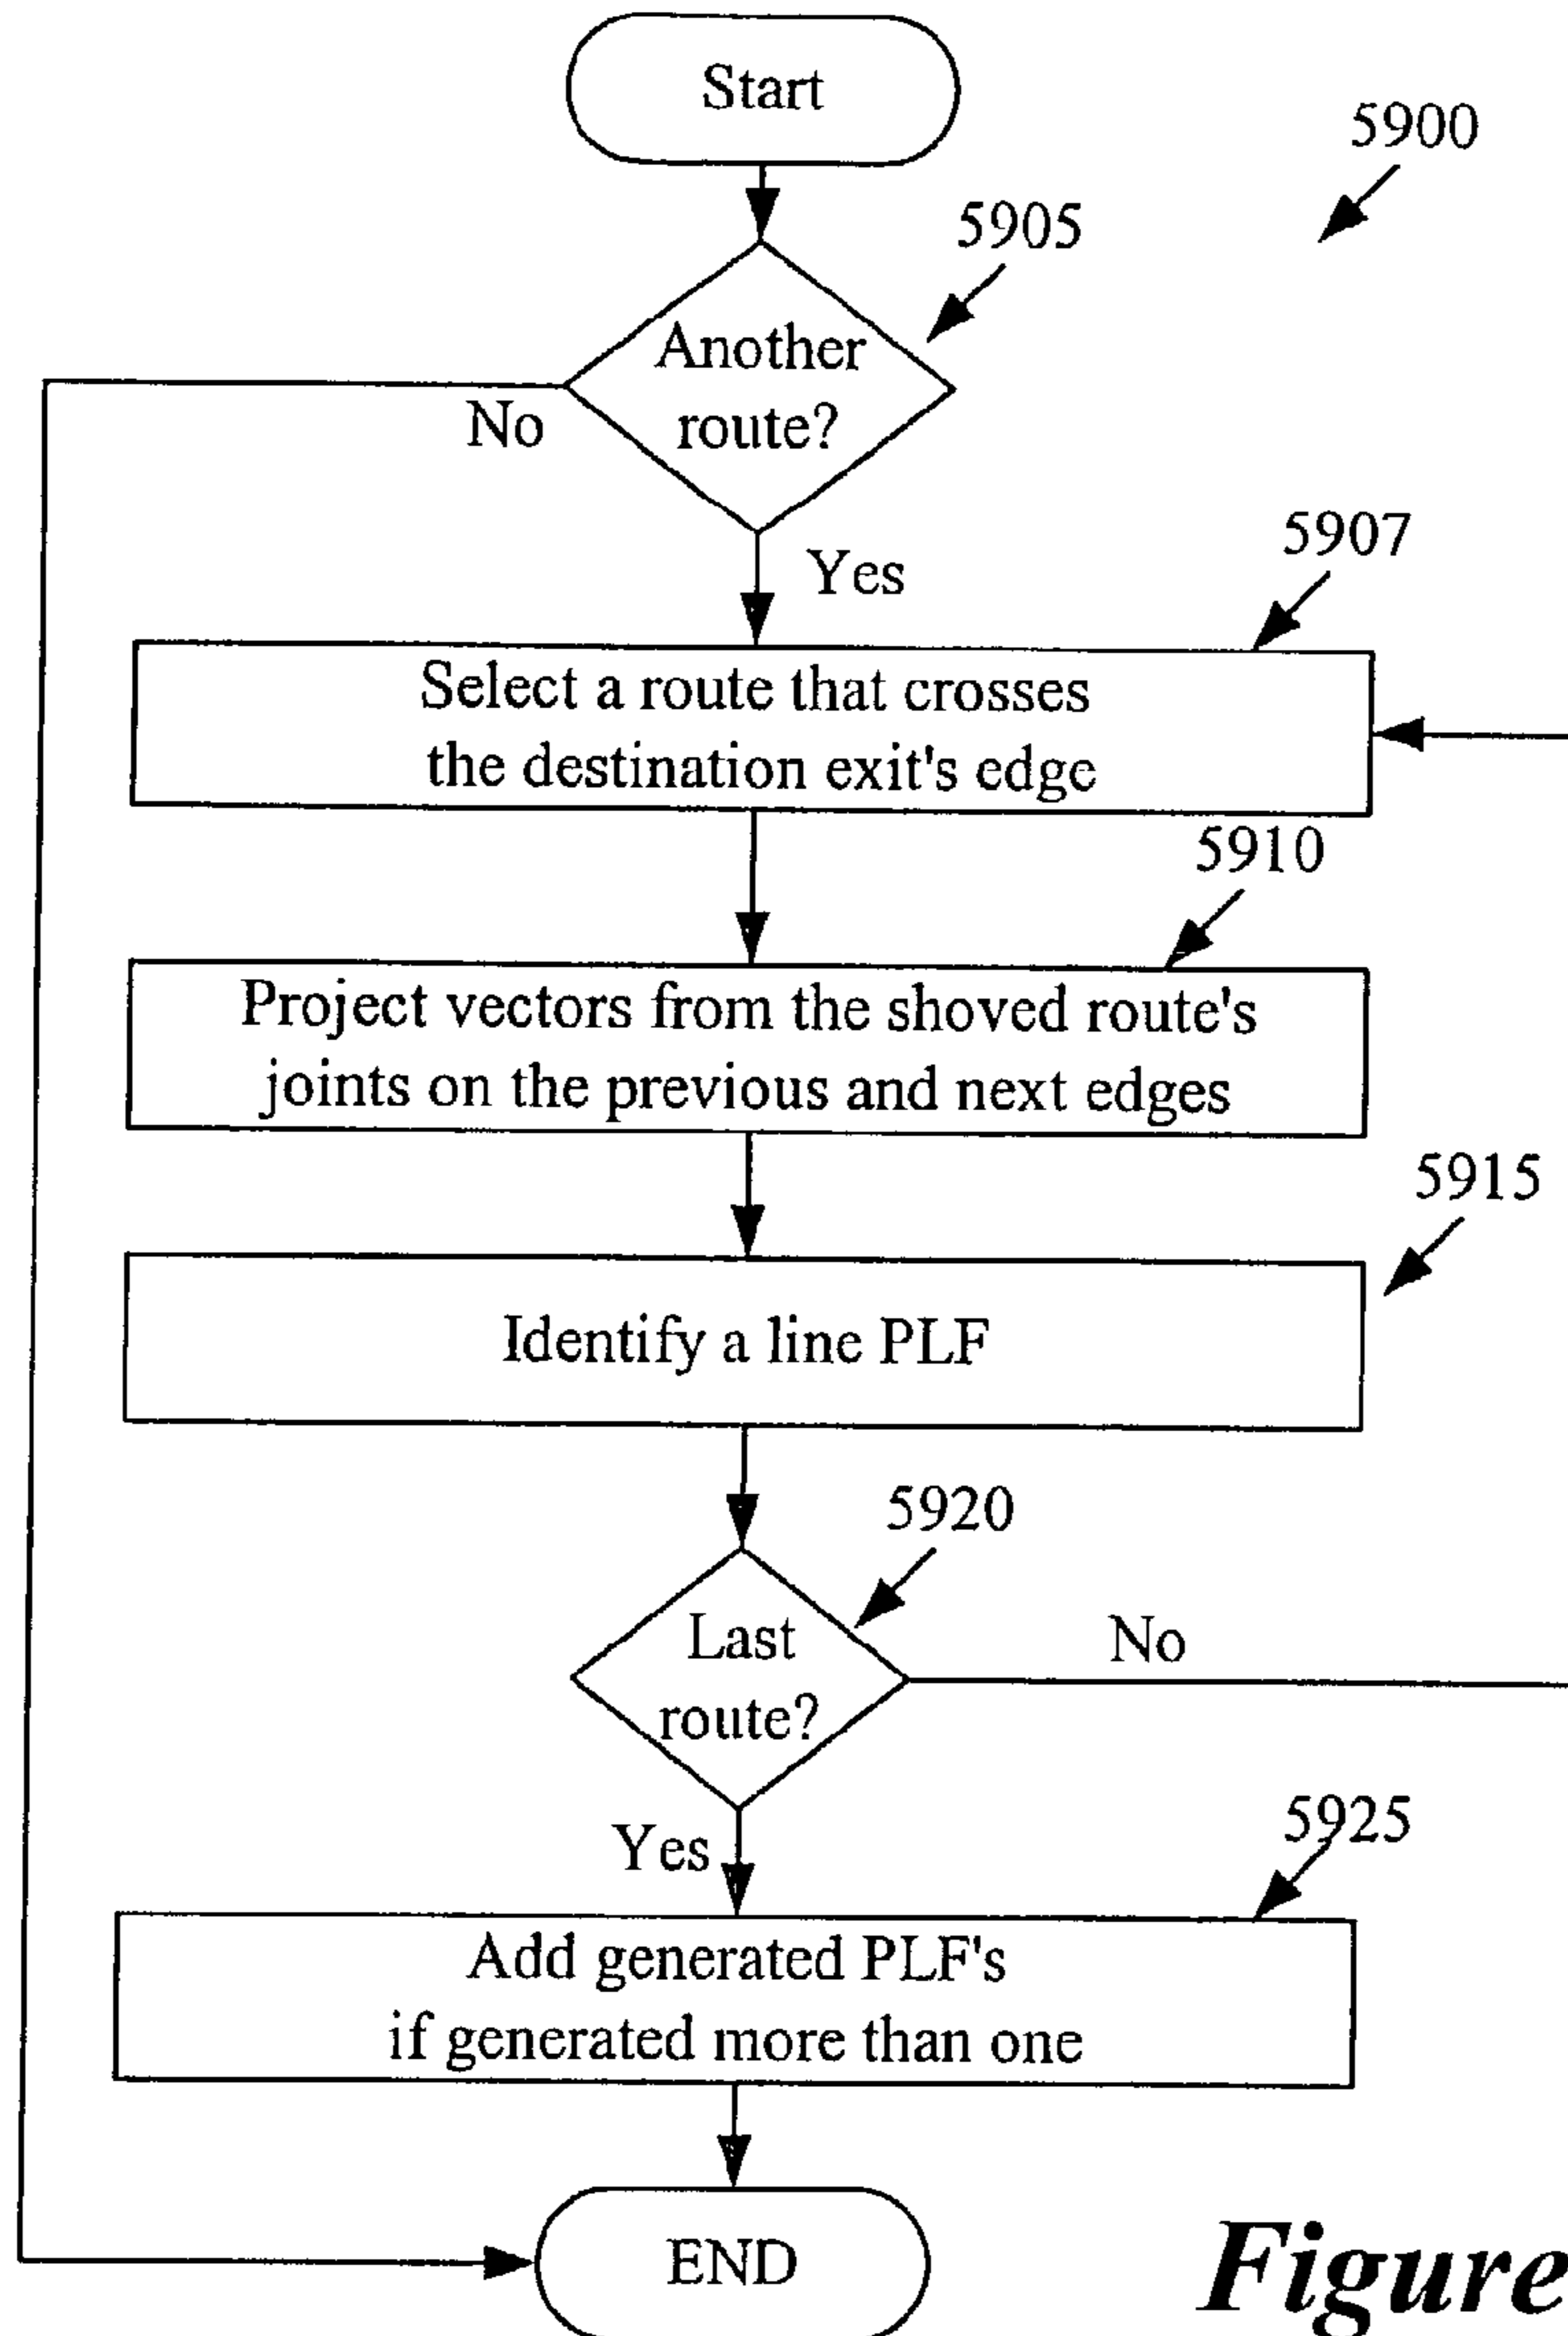 Start
5900
5905
Another
route?
No
Yes
5907
Select a route that crosses
the destination exit's edge
5910
Project vectors from the shoved route's
joints on the previous and next edges
5915
Identify a line PLF
5920
Last
route?
No
Yes
5925
Add generated PLF's
if generated more than one
END
Figure